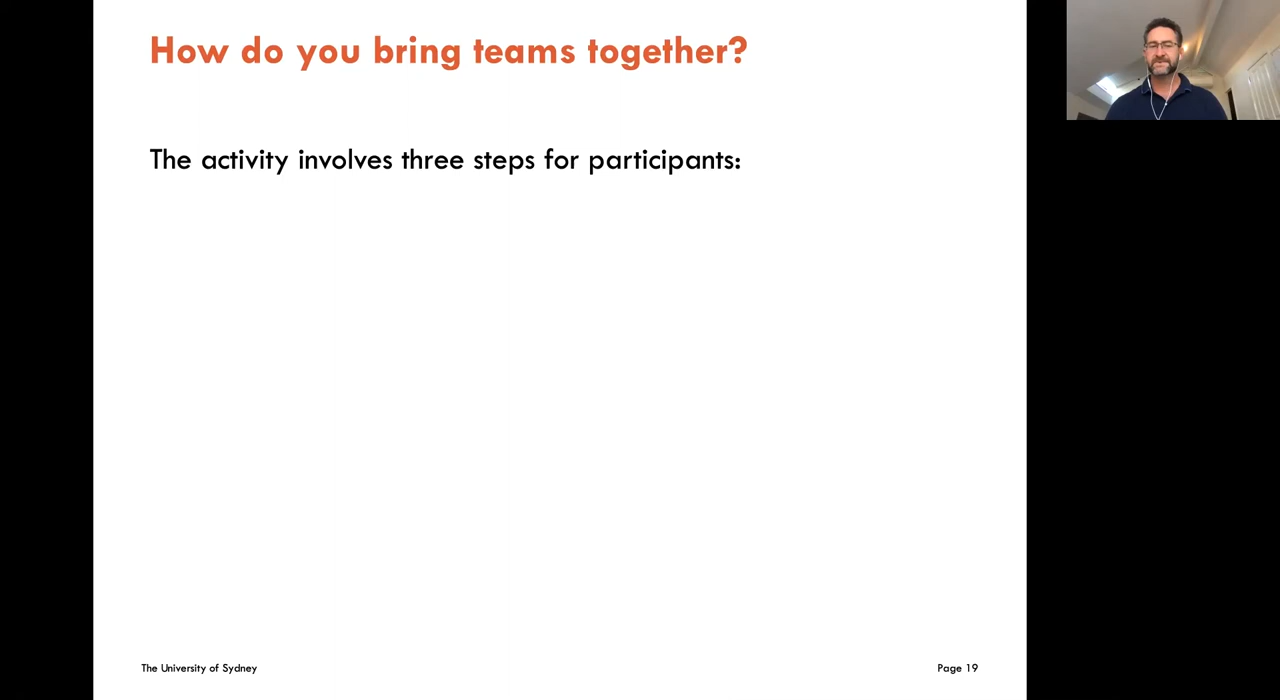 How do you bring teams together?
The activity involves three steps for participants:
The University of Sydney
Page 19